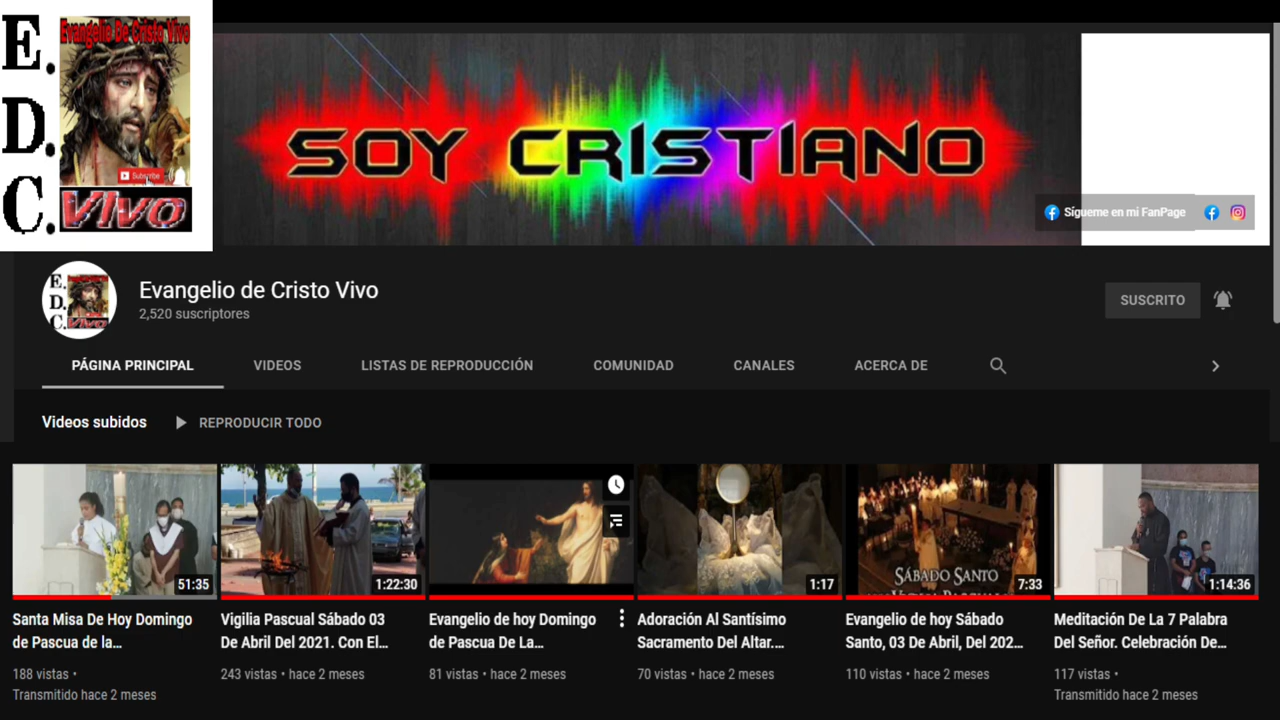 E.
D.
C.
Evangelio De Cristo Vivo
Subscribe
Vivo
SOY CRISTIANO
Sígueme en mi FanPage
E.
D.
C.
Vivo
Evangelio de Cristo Vivo
2,520 suscriptores
SUSCRITO
PÁGINA PRINCIPAL
VIDEOS
LISTAS DE REPRODUCCIÓN
COMUNIDAD
CANALES
ACERCA DE
Videos subidos
REPRODUCIR TODO
51:35
1:22:30
1:17
SÁBADO SANTO
7:33
1:14:36
Santa Misa De Hoy Domingo
de Pascua de la...
188 vistas •
Transmitido hace 2 meses
Vigilia Pascual Sábado 03
De Abril Del 2021. Con El...
243 vistas • hace 2 meses
Evangelio de hoy Domingo
de Pascua De La...
81 vistas • hace 2 meses
Adoración Al Santísimo
Sacramento Del Altar....
70 vistas • hace 2 meses
Evangelio de hoy Sábado
Santo, 03 De Abril, Del 202...
110 vistas • hace 2 meses
Meditación De La 7 Palabra
Del Señor. Celebración De...
117 vistas •
Transmitido hace 2 meses